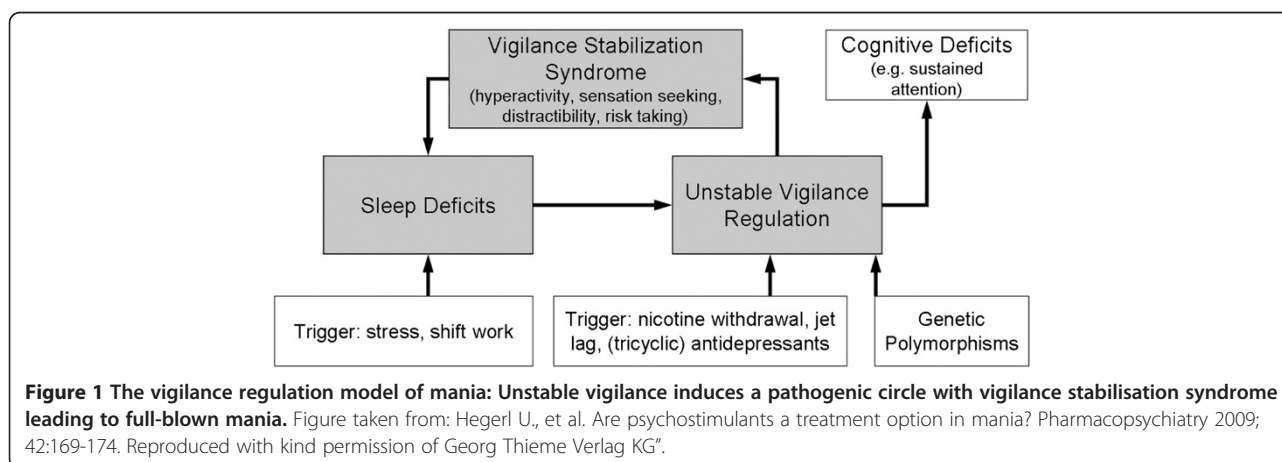 Vigilance Stabilization
Syndrome
(hyperactivity, sensation seeking,
distractibility, risk taking)
Cognitive Deficits
(e.g. sustained
attention)
Sleep Deficits
Unstable Vigilance
Regulation
Trigger: stress, shift work
Trigger: nicotine withdrawal, jet
lag, (tricyclic) antidepressants
Genetic
Polymorphisms
Figure 1 The vigilance regulation model of mania: Unstable vigilance induces a pathogenic circle with vigilance stabilisation syndrome
leading to full-blown mania. Figure taken from: Hegerl U., et al. Are psychostimulants a treatment option in mania? Pharmacopsychiatry 2009;
42:169-174. Reproduced with kind permission of Georg Thieme Verlag KG”.